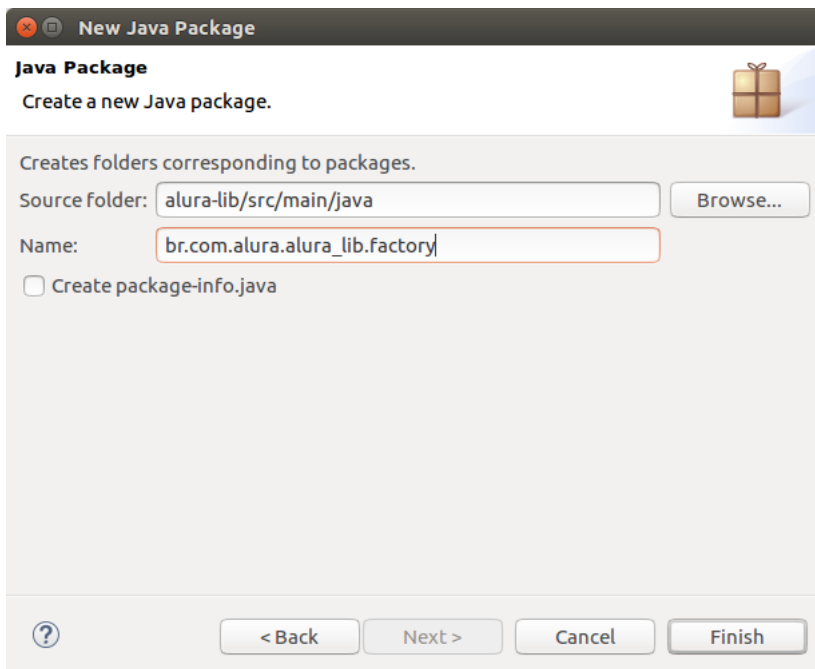 New Java Package
Java Package
Create a new Java package.
Creates folders corresponding to packages.
Source folder: alura-lib/src/main/java Browse...
Name: br.com.alura.alura_lib.factory
Create package-info.java
? < Back Next > Cancel Finish